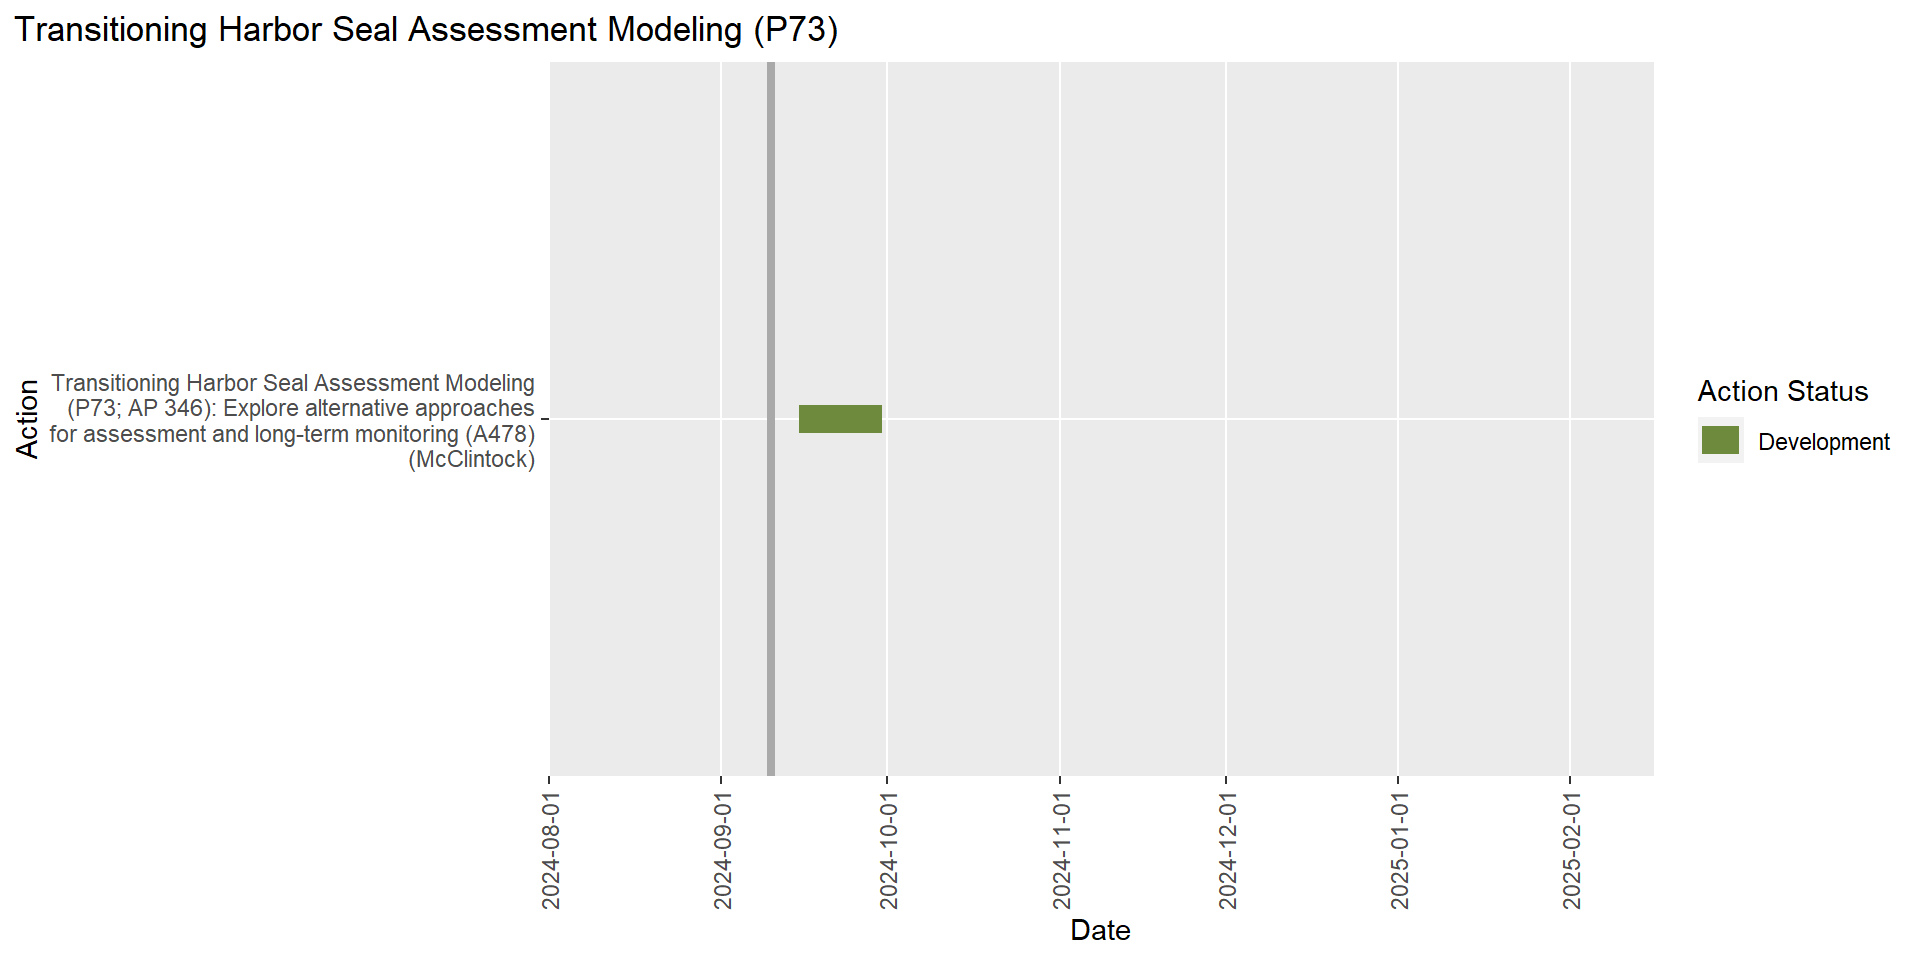 Transitioning Harbor Seal Assessment Modeling (P73)
Action
Transitioning Harbor Seal Assessment Modeling
(P73; AP 346): Explore alternative approaches
for assessment and long-term monitoring (A478)
(McClintock)
Action Status
Development
2024-08-01
2024-09-01
2024-10-01
2024-11-01
2024-12-01
2025-01-01
2025-02-01
Date